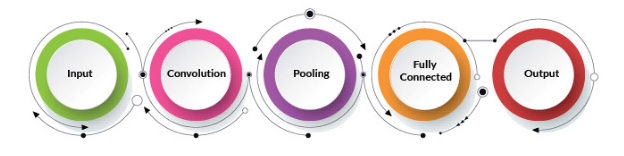 Input
Convolution
Pooling
Fully
Connected
Output